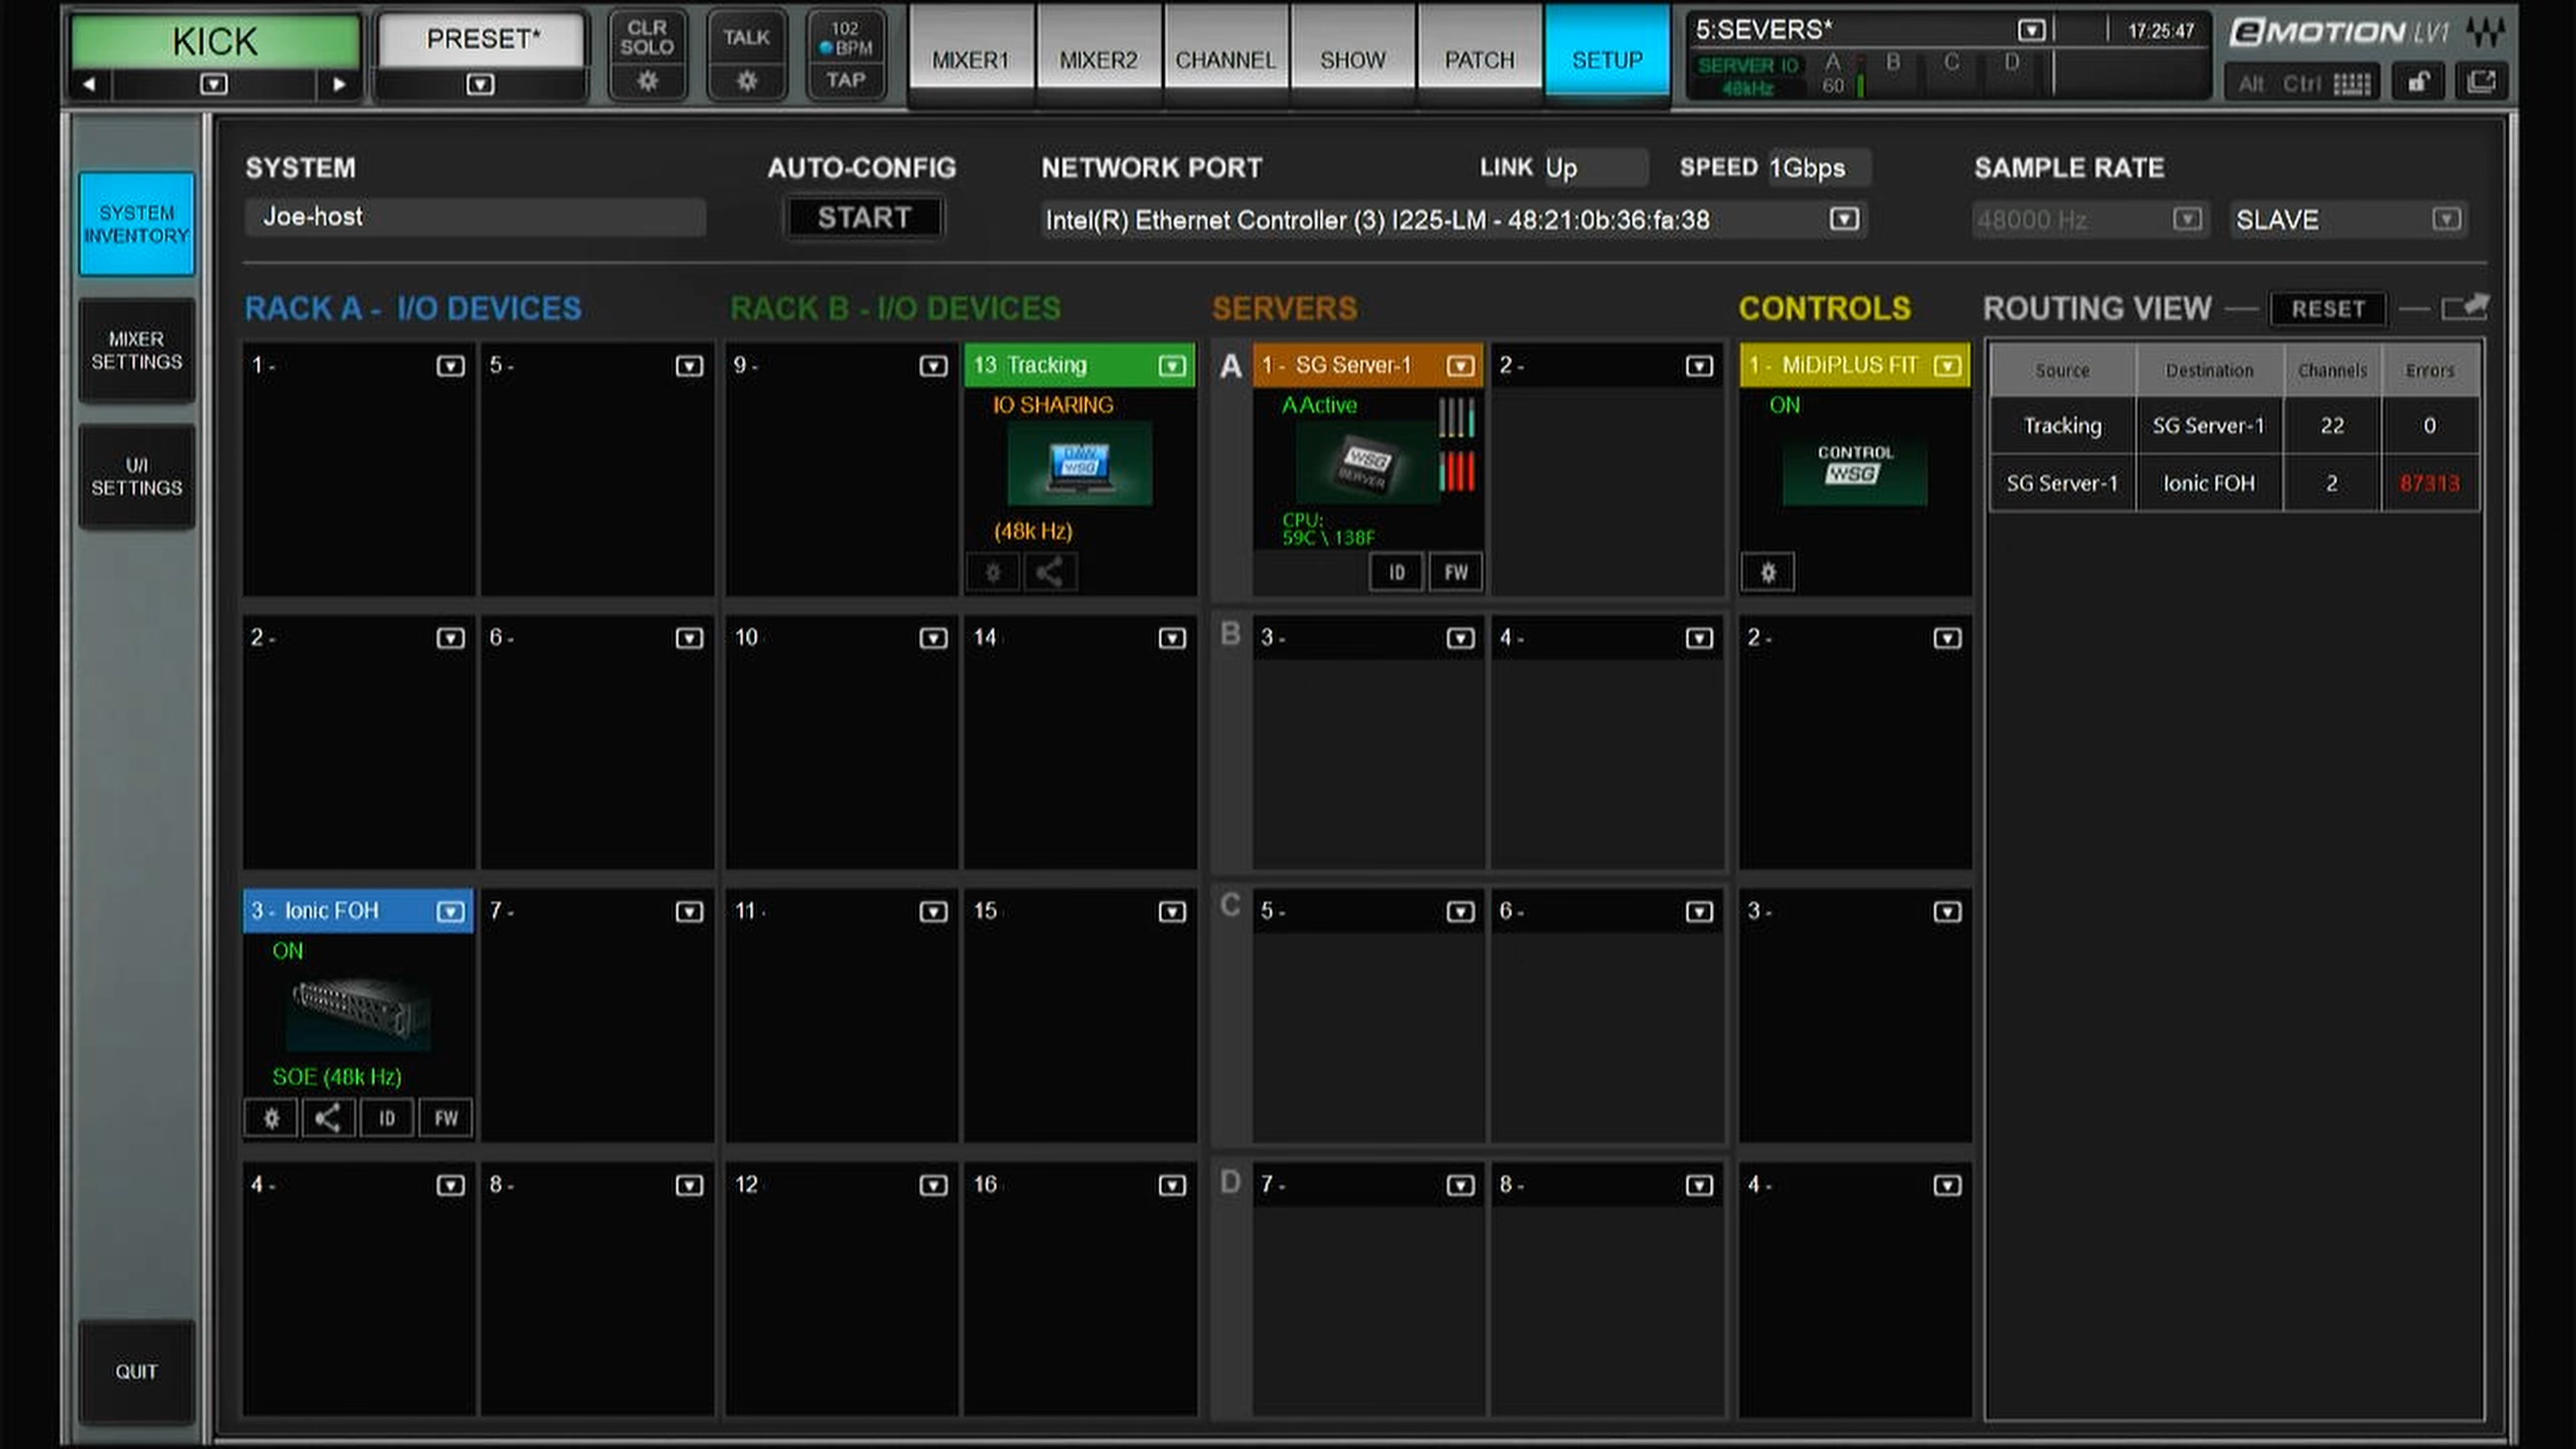 KICK
PRESET*
CLR
SOLO
TALK
102
BPM
TAP
MIXER1
MIXER2
CHANNEL
SHOW
PATCH
SETUP
5:SEVERS*
17:25:47
SERVER IO
48kHz
A
60
B
C
D
eMOTION LV1
Alt
Ctrl
SYSTEM
INVENTORY
MIXER
SETTINGS
U/I
SETTINGS
QUIT
SYSTEM
Joe-host
AUTO-CONFIG
START
NETWORK PORT
LINK Up
SPEED 1Gbps
Intel(R) Ethernet Controller (3) I225-LM - 48:21:0b:36:fa:38
SAMPLE RATE
48000 Hz
SLAVE
RACK A - I/O DEVICES
RACK B - I/O DEVICES
SERVERS
CONTROLS
ROUTING VIEW
RESET
1 -
5 -
9 -
13 Tracking
IO SHARING
DAW
WSG
(48k Hz)
A
1 - SG Server-1
A Active
WSG
SERVER
CPU:
59C \ 138F
ID
FW
2 -
1 - MiDiPLUS FIT
ON
CONTROL
WSG
Source Destination Channels Errors
Tracking SG Server-1 22 0
SG Server-1 Ionic FOH 2 87313
2 -
6 -
10
14
B
3 -
4 -
2 -
3 - Ionic FOH
ON
SOE (48k Hz)
ID
FW
7 -
11 -
15
C
5 -
6 -
3 -
4 -
8 -
12
16
D
7 -
8 -
4 -